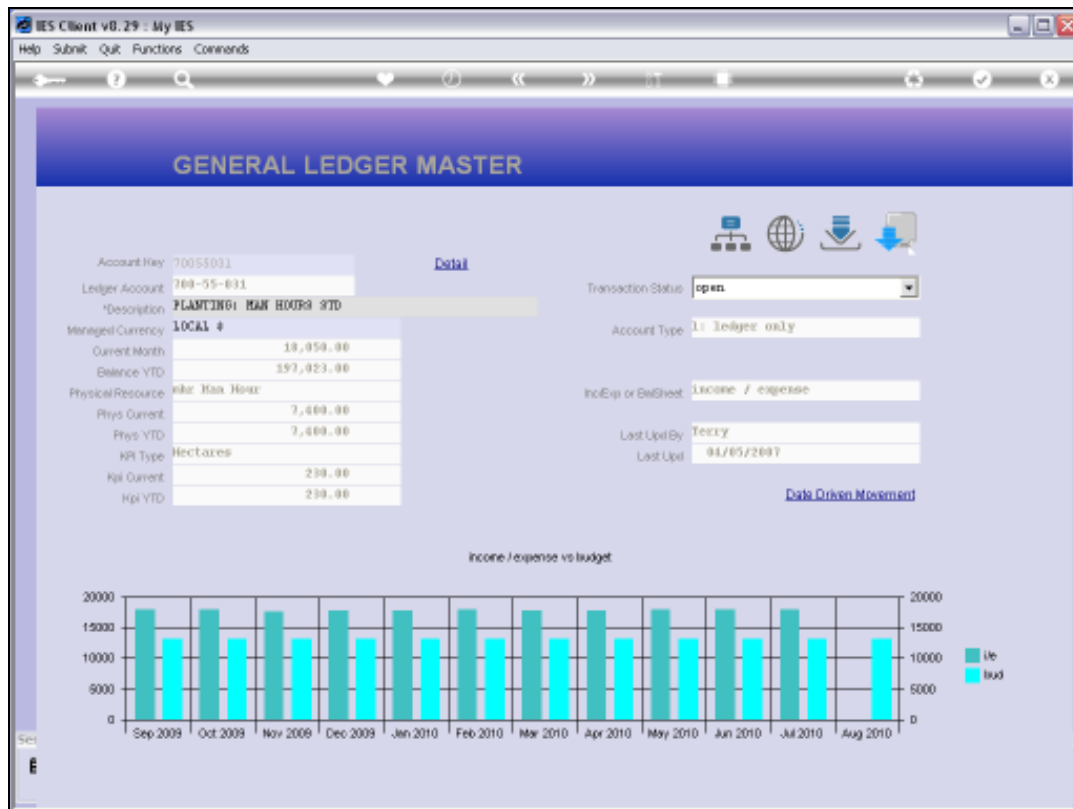 IES Client v8.29 : My IES
Help Submit Quit Functions Commands
GENERAL LEDGER MASTER
Account Key 70055031 Detail
Ledger Account 700-55-031 Transaction Status open
*Description PLANTING: MAN HOURS STD
Managed Currency LOCAL Account Type 1: ledger only
Current Month 18,050.00
Balance YTD 197,023.00
Physical Resource mhr Man Hour Inc/Exp or BalSheet income / expense
Phys Current 7,400.00
Phys YTD 7,400.00 Last Upd By Terry
KPI Type Hectares Last Upd 04/05/2007
Kpi Current 230.00
Kpi YTD 230.00 Date Driven Movement
income / expense vs budget
20000 20000
15000 15000
10000 10000
5000 5000
0 0
i/e
bud
Sep 2009 Oct 2009 Nov 2009 Dec 2009 Jan 2010 Feb 2010 Mar 2010 Apr 2010 May 2010 Jun 2010 Jul 2010 Aug 2010